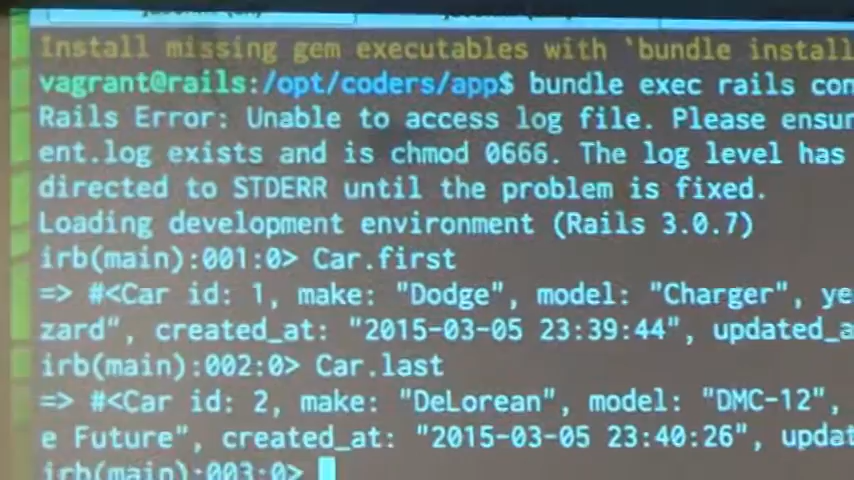 Install missing gem executables with `bundle install
vagrant@rails:/opt/coders/app$ bundle exec rails con
Rails Error: Unable to access log file. Please ensur
ent.log exists and is chmod 0666. The log level has
directed to STDERR until the problem is fixed.
Loading development environment (Rails 3.0.7)
irb(main):001:0> Car.first
=> #<Car id: 1, make: "Dodge", model: "Charger", ye
zard", created_at: "2015-03-05 23:39:44", updated_a
irb(main):002:0> Car.last
=> #<Car id: 2, make: "DeLorean", model: "DMC-12",
e Future", created_at: "2015-03-05 23:40:26", updat
irb(main):003:0>